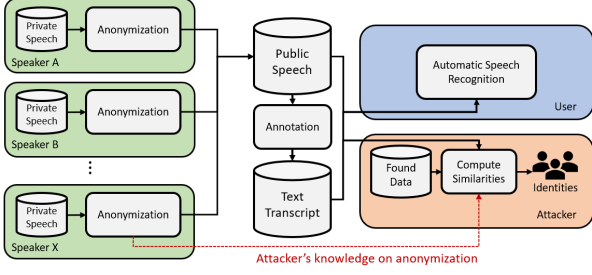 Private
Speech
Anonymization
Speaker A
Private
Speech
Anonymization
Speaker B
Private
Speech
Anonymization
Speaker X
Public
Speech
Annotation
Text
Transcript
Automatic Speech
Recognition
User
Found
Data
Compute
Similarities
Identities
Attacker
Attacker's knowledge on anonymization